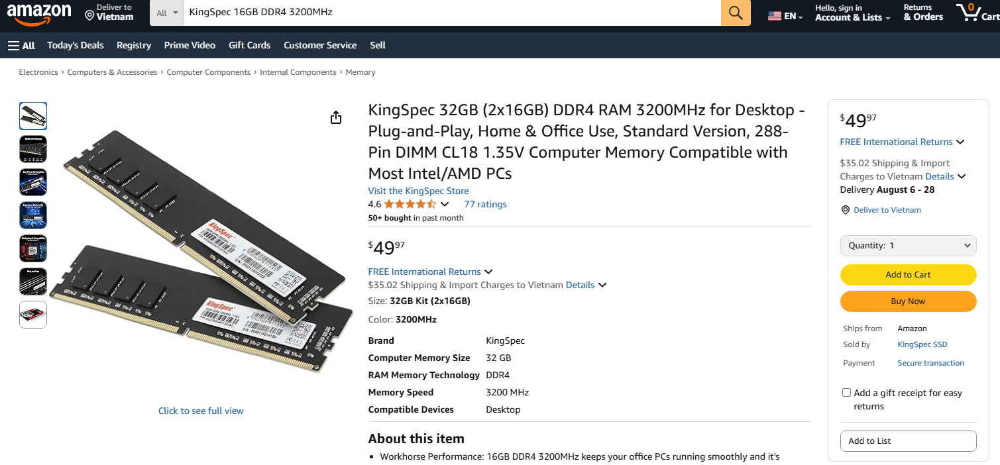 amazon
Deliver to
Vietnam
All
KingSpec 16GB DDR4 3200MHz
EN
Hello, sign in
Account & Lists
Returns
& Orders
0
Cart
All
Today's Deals
Registry
Prime Video
Gift Cards
Customer Service
Sell
Electronics › Computers & Accessories › Computer Components › Internal Components › Memory
KingSpec 32GB (2x16GB) DDR4 RAM 3200MHz for Desktop -
Plug-and-Play, Home & Office Use, Standard Version, 288-
Pin DIMM CL18 1.35V Computer Memory Compatible with
Most Intel/AMD PCs
Visit the KingSpec Store
4.6
77 ratings
50+ bought in past month
$4997
FREE International Returns
$35.02 Shipping & Import Charges to Vietnam Details
Size: 32GB Kit (2x16GB)
Color: 3200MHz
Brand KingSpec
Computer Memory Size 32 GB
RAM Memory Technology DDR4
Memory Speed 3200 MHz
Compatible Devices Desktop
About this item
• Workhorse Performance: 16GB DDR4 3200MHz keeps your office PCs running smoothly and it's
KingSpec
KingSpec
Click to see full view
$4997
FREE International Returns
$35.02 Shipping & Import
Charges to Vietnam Details
Delivery August 6 - 28
Deliver to Vietnam
Quantity: 1
Add to Cart
Buy Now
Ships from Amazon
Sold by KingSpec SSD
Payment Secure transaction
Add a gift receipt for easy
returns
Add to List